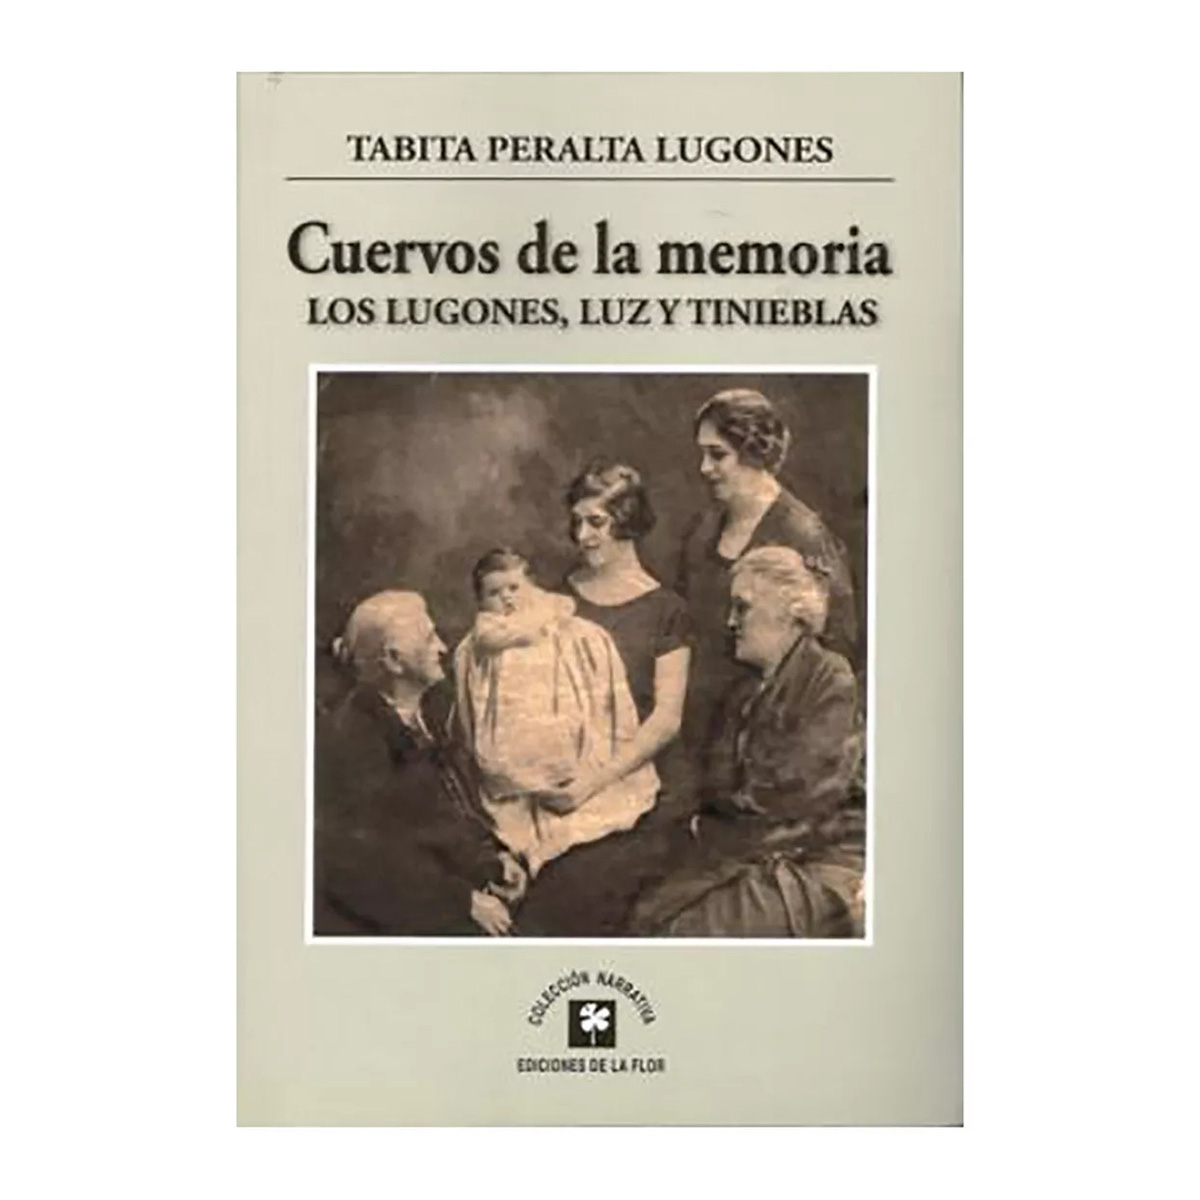 TABITA PERALTA LUGONES
Cuervos de la memoria
LOS LUGONES, LUZ Y TINIEBLAS
COLECCIÓN NARRATIVA
EDICIONES DE LA FLOR